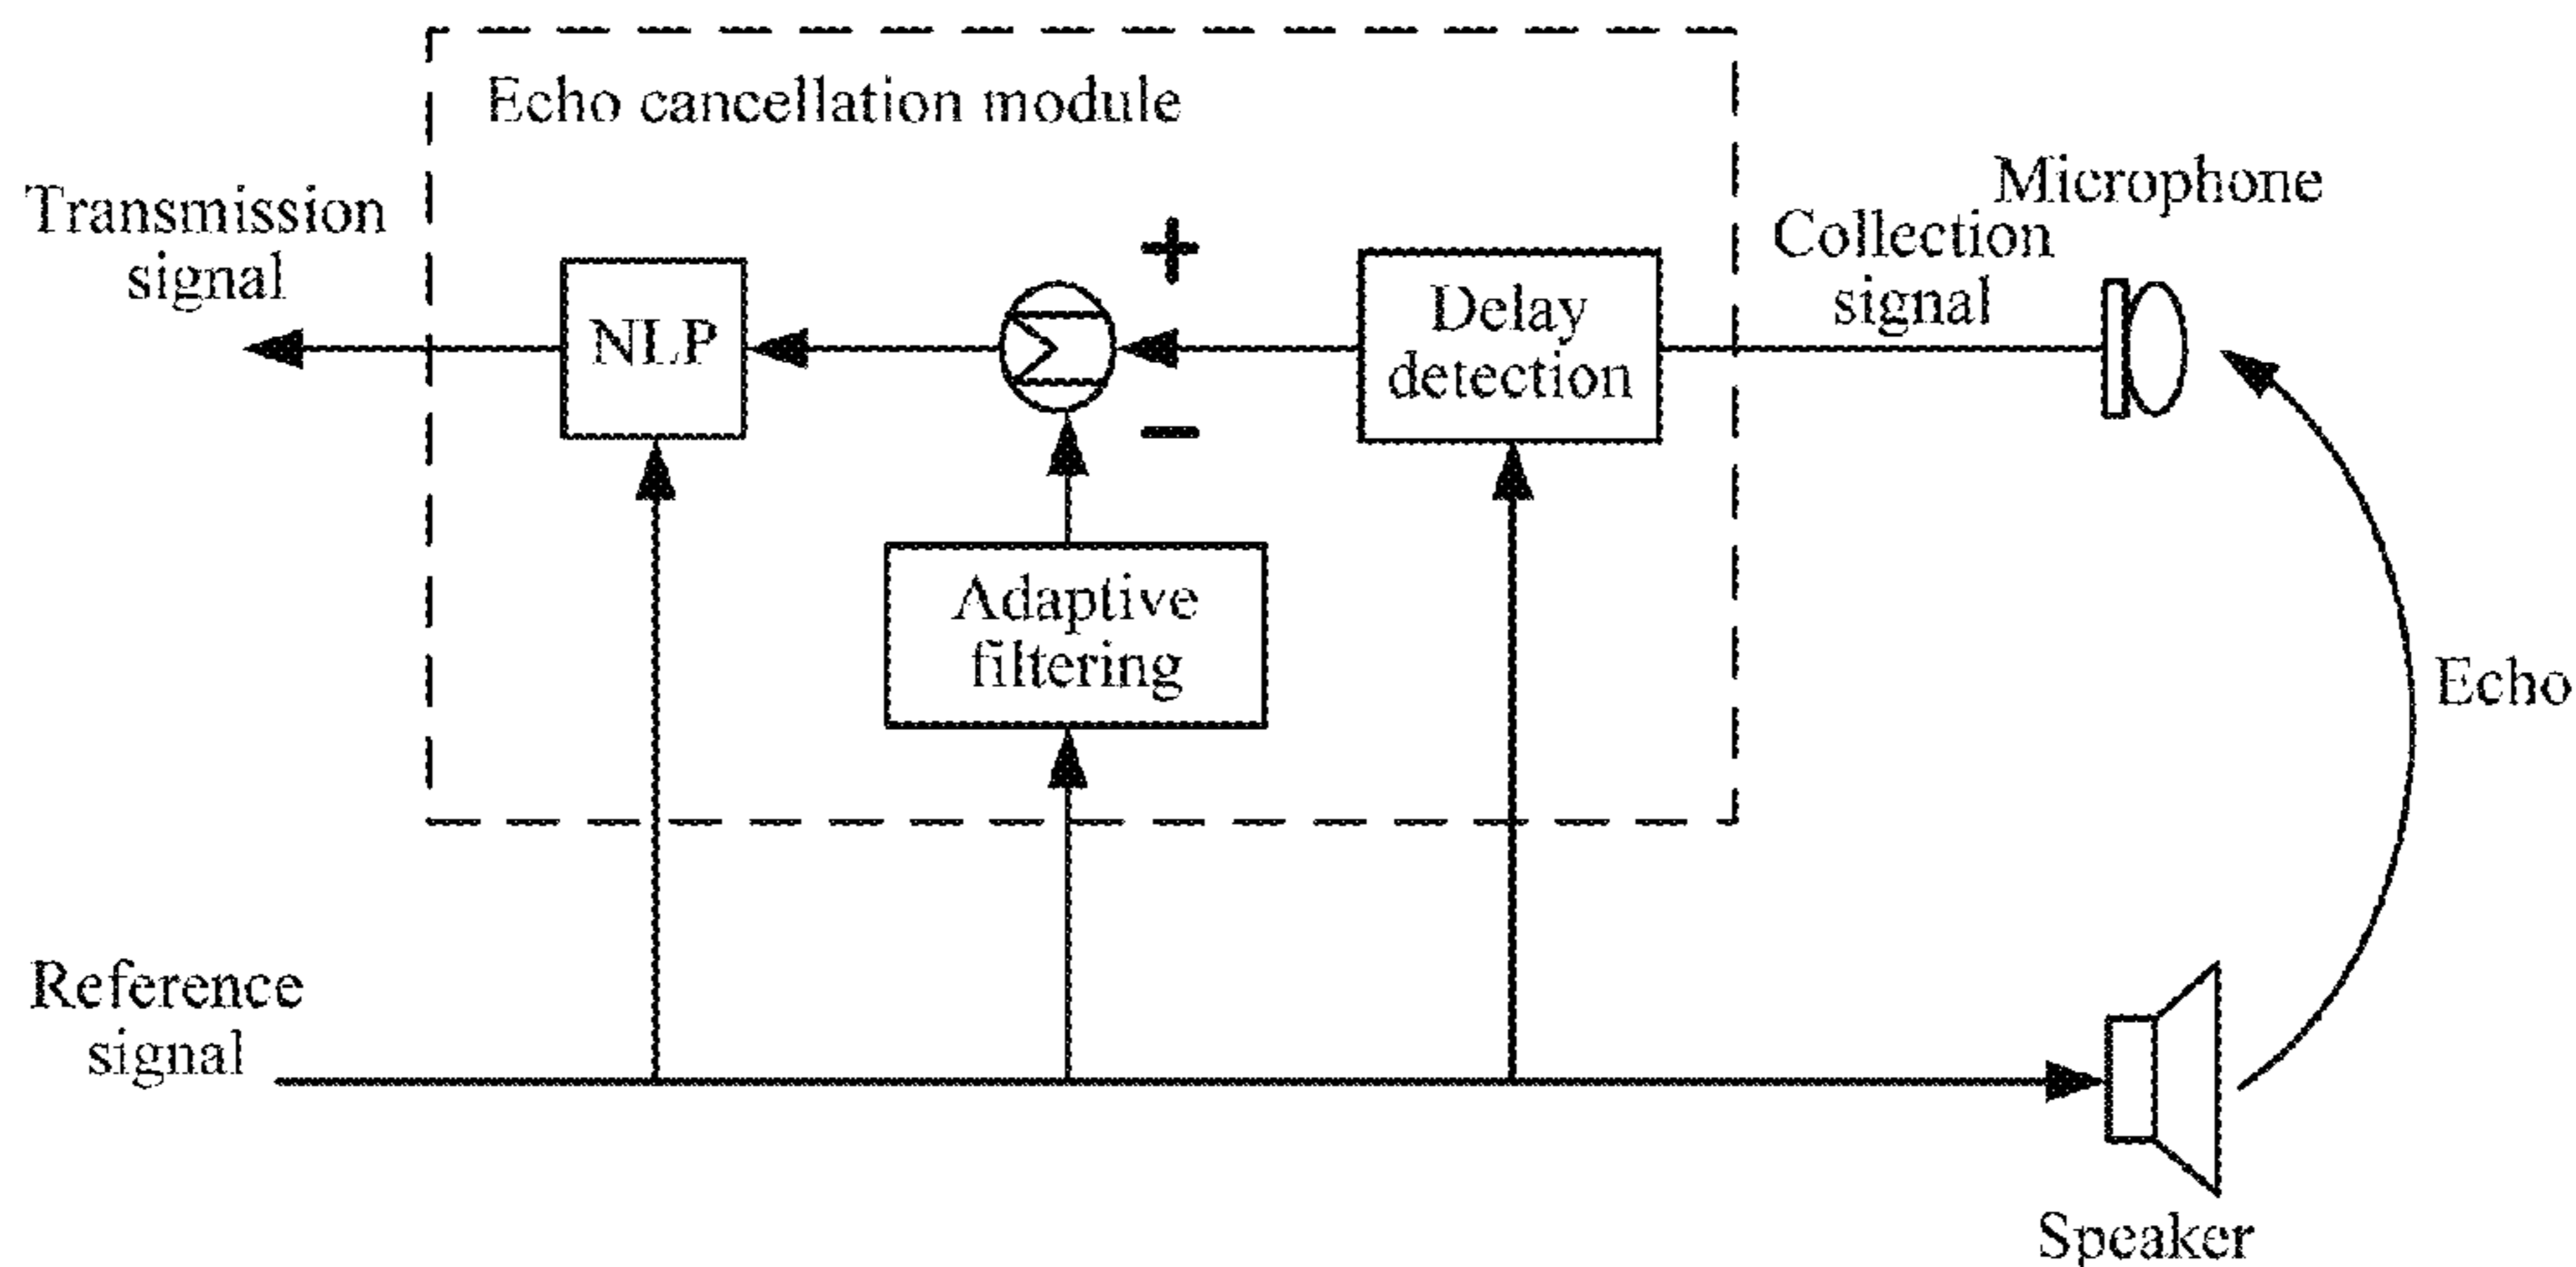 Echo cancellation module
Microphone
Transmission
signal
Collection
signal
+
NLP
Σ
Delay
detection
−
Adaptive
filtering
Echo
Reference
signal
Speaker